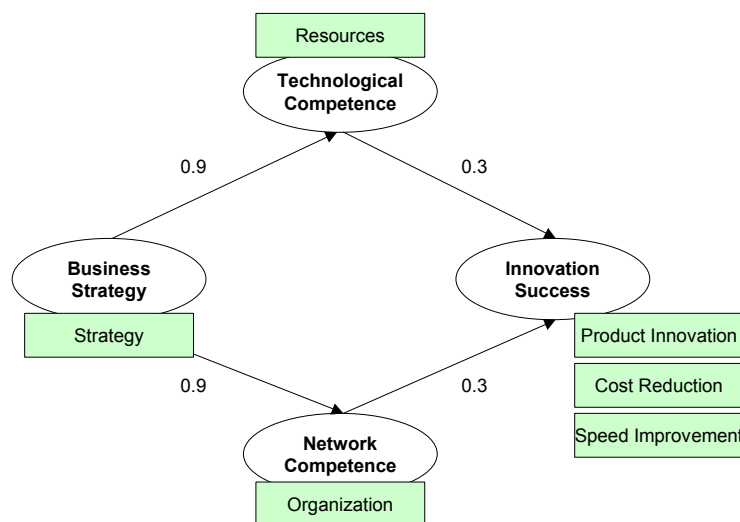 Resources
Technological
Competence
0.9
0.3
Business
Strategy
Innovation
Success
Strategy
Product Innovation
0.9
0.3
Cost Reduction
Speed Improvement
Network
Competence
Organization